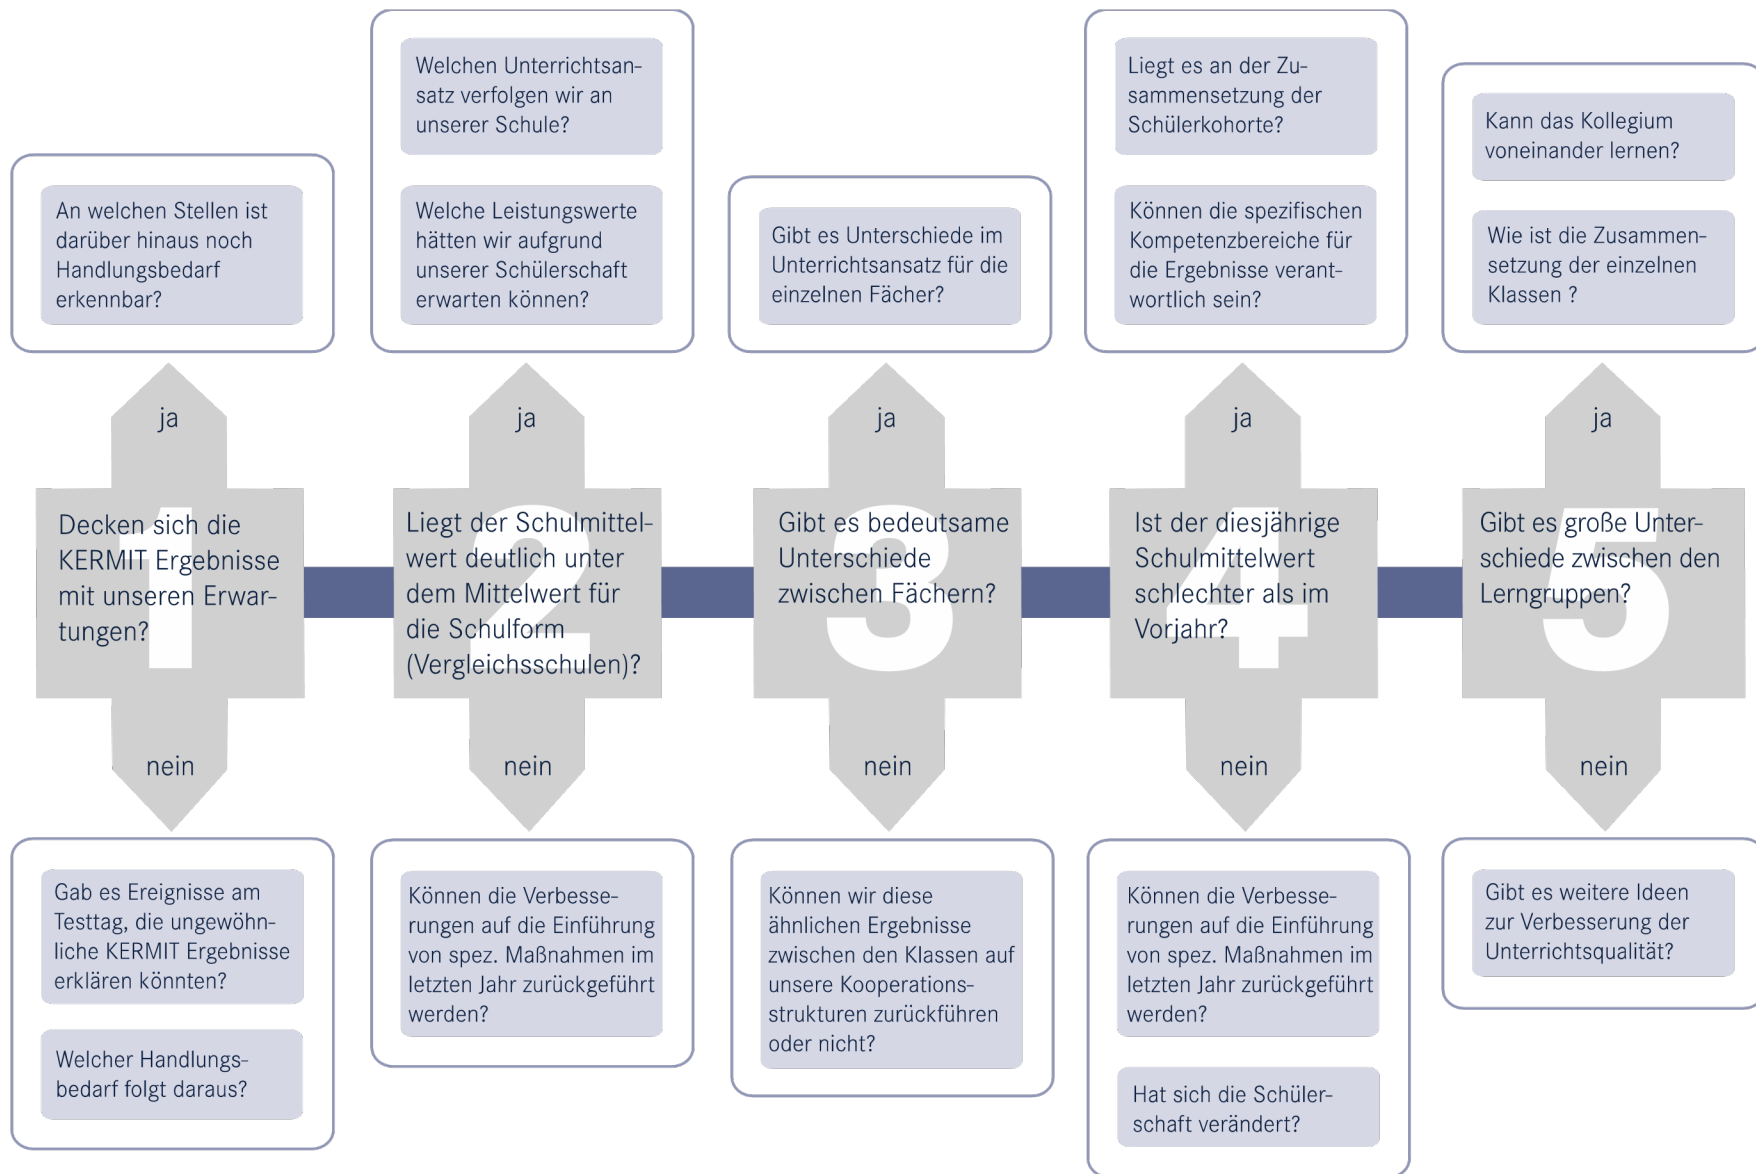 An welchen Stellen ist
darüber hinaus noch
Handlungsbedarf
erkennbar?
ja
1
Decken sich die
KERMIT Ergebnisse
mit unseren Erwar-
tungen?
nein
Gab es Ereignisse am
Testtag, die ungewöhn-
liche KERMIT Ergebnisse
erklären könnten?
Welcher Handlungs-
bedarf folgt daraus?
Welchen Unterrichtsan-
satz verfolgen wir an
unserer Schule?
Welche Leistungswerte
hätten wir aufgrund
unserer Schülerschaft
erwarten können?
ja
2
Liegt der Schulmittel-
wert deutlich unter
dem Mittelwert für
die Schulform
(Vergleichsschulen)?
nein
Können die Verbesse-
rungen auf die Einführung
von spez. Maßnahmen im
letzten Jahr zurückgeführt
werden?
Gibt es Unterschiede im
Unterrichtsansatz für die
einzelnen Fächer?
ja
3
Gibt es bedeutsame
Unterschiede
zwischen Fächern?
nein
Können wir diese
ähnlichen Ergebnisse
zwischen den Klassen auf
unsere Kooperations-
strukturen zurückführen
oder nicht?
Liegt es an der Zu-
sammensetzung der
Schülerkohorte?
Können die spezifischen
Kompetenzbereiche für
die Ergebnisse verant-
wortlich sein?
ja
4
Ist der diesjährige
Schulmittelwert
schlechter als im
Vorjahr?
nein
Können die Verbesse-
rungen auf die Einführung
von spez. Maßnahmen im
letzten Jahr zurückgeführt
werden?
Hat sich die Schüler-
schaft verändert?
Kann das Kollegium
voneinander lernen?
Wie ist die Zusammen-
setzung der einzelnen
Klassen ?
ja
5
Gibt es große Unter-
schiede zwischen den
Lerngruppen?
nein
Gibt es weitere Ideen
zur Verbesserung der
Unterrichtsqualität?